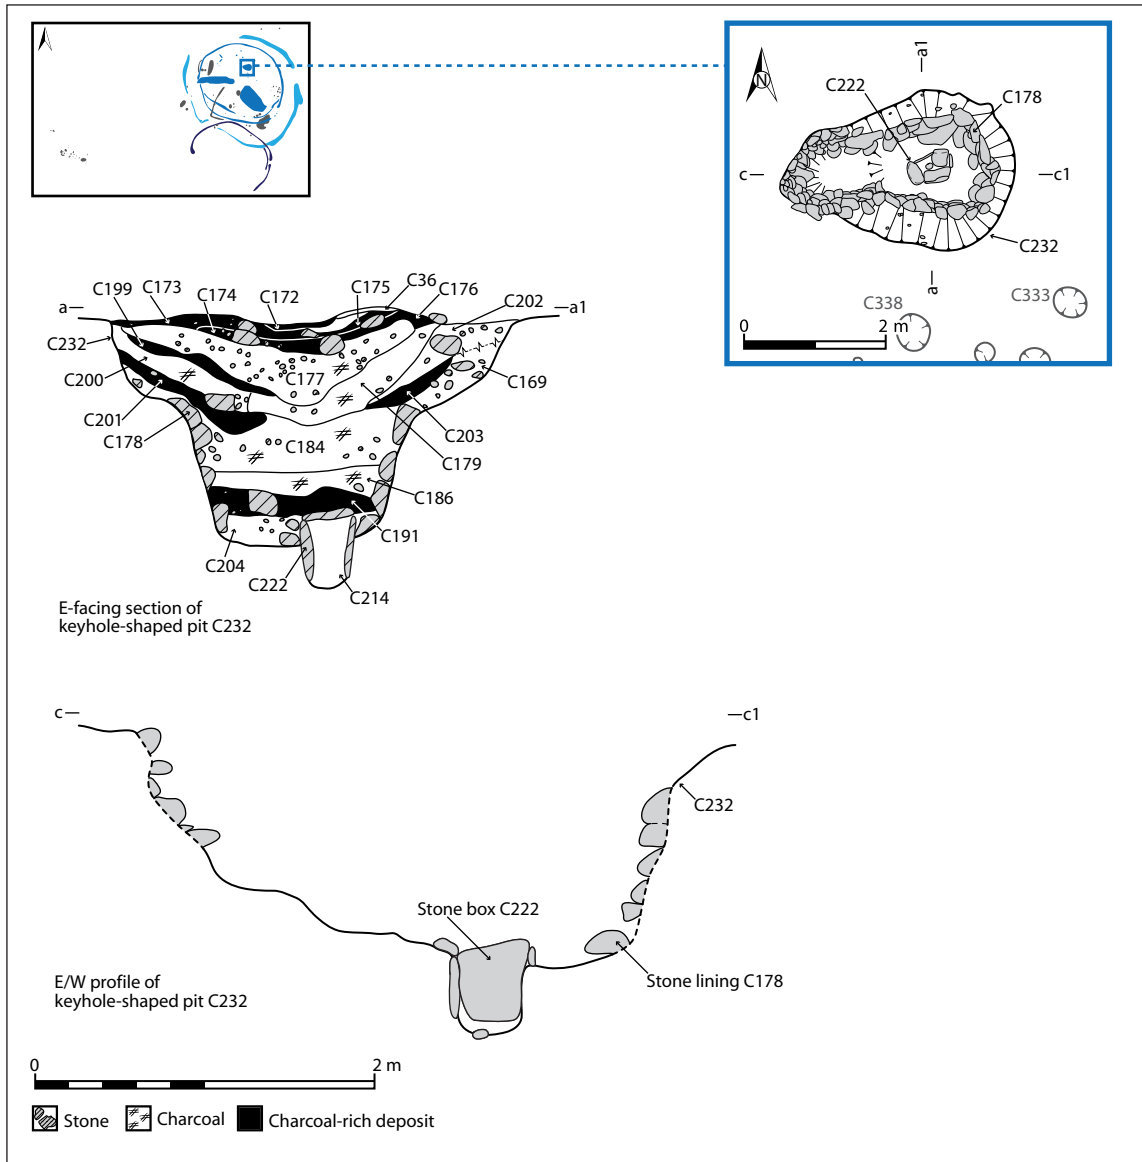 N
a1
C222
C178
c
c1
C232
a
C338
C333
0
2 m
C36
C199
C173
C174
C172
C175
C176
C202
a
a1
C232
C200
C177
C169
C201
C178
C184
C203
C179
C186
C191
C204
C222
C214
E-facing section of
keyhole-shaped pit C232
c
c1
C232
Stone box C222
Stone lining C178
E/W profile of
keyhole-shaped pit C232
0
2 m
Stone
Charcoal
Charcoal-rich deposit